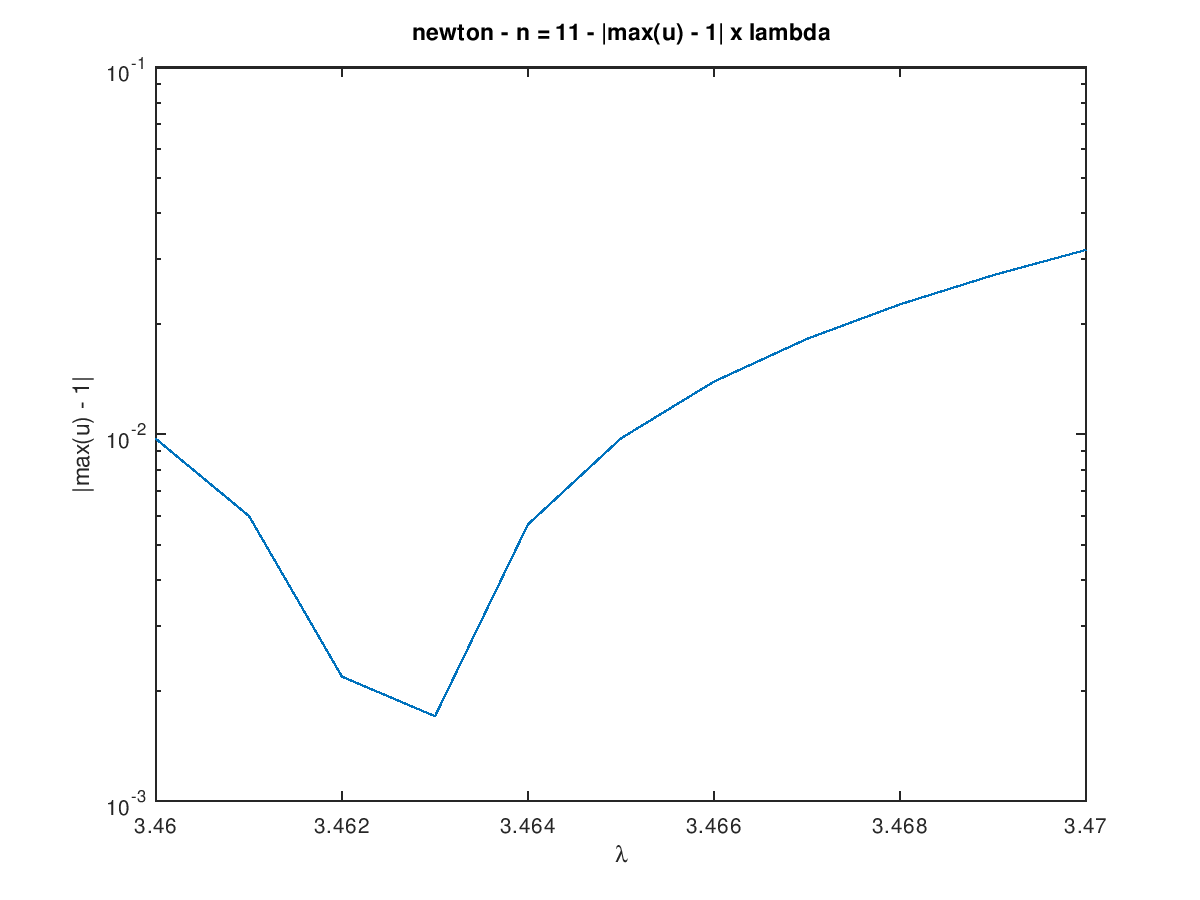 newton - n = 11 - |max(u) - 1| x lambda
10^-1
10^-2
10^-3
|max(u) - 1|
3.46 3.462 3.464 3.466 3.468 3.47
λ